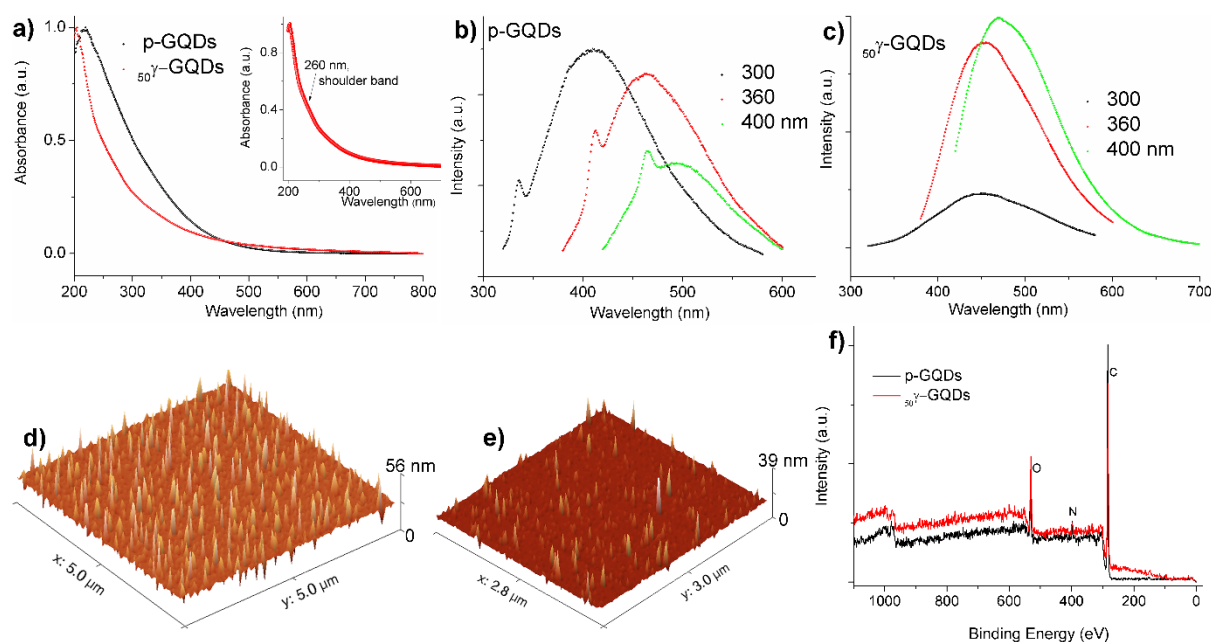 a)
p-GQDs
50γ-GQDs
Absorbance (a.u.)
1.0
0.5
0.0
200 300 400 500 600 700 800
Wavelength (nm)
260 nm,
shoulder band
Absorbance (a.u.)
0.8
0.4
0.0
200 400 600
Wavelength (nm)
b)
p-GQDs
300
360
400 nm
Intensity (a.u.)
300 400 500 600
Wavelength (nm)
c)
50γ-GQDs
300
360
400 nm
Intensity (a.u.)
300 400 500 600 700
Wavelength (nm)
d)
56 nm
0
x: 5.0 µm
y: 5.0 µm
e)
39 nm
0
x: 2.8 µm
y: 3.0 µm
f)
p-GQDs
50γ-GQDs
C
O
N
Intensity (a.u.)
1000 800 600 400 200 0
Binding Energy (eV)